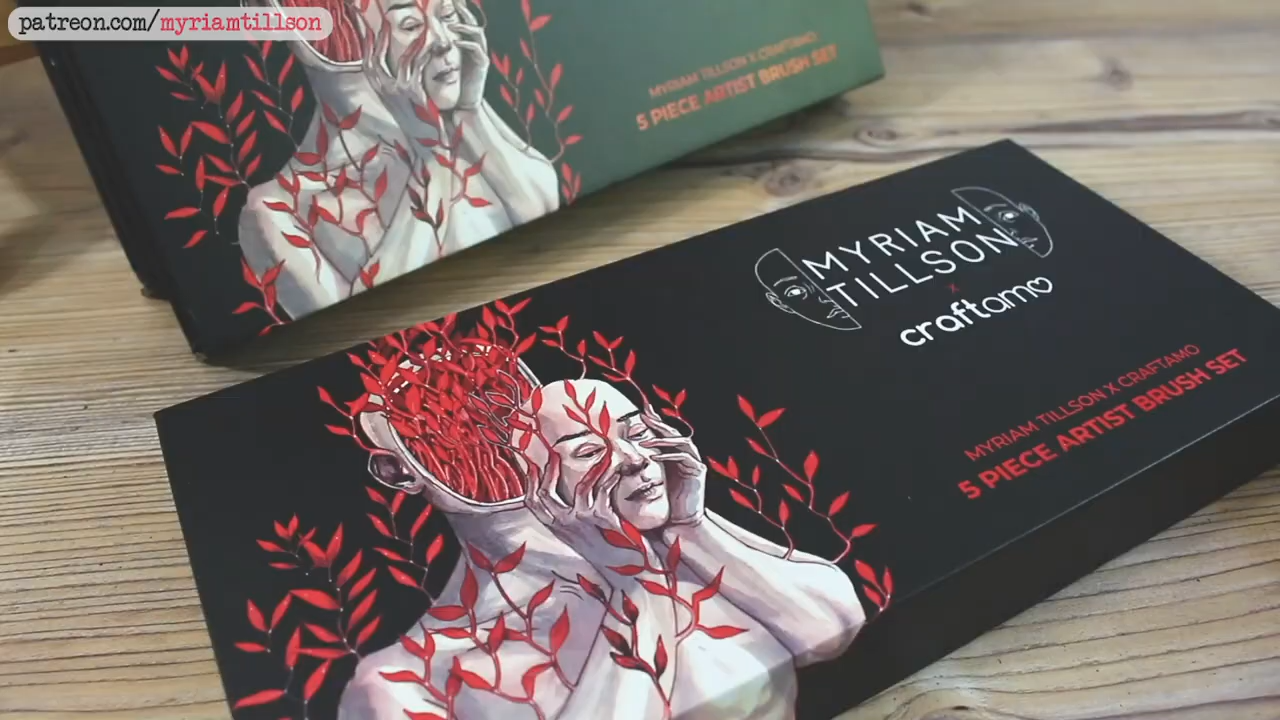 patreon.com/myriamtillson
MYRIAM TILLSON X CRAFTAMO
5 PIECE ARTIST BRUSH SET
MYRIAM
TILLSON
x
craftamo
MYRIAM TILLSON X CRAFTAMO
5 PIECE ARTIST BRUSH SET